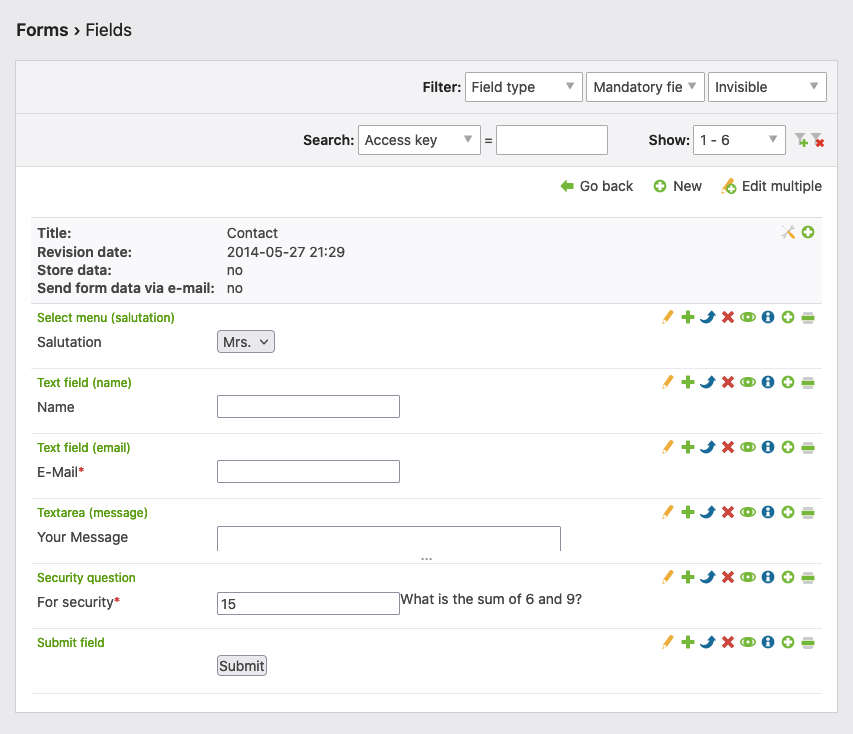 Forms › Fields
Filter: Field type Mandatory fie Invisible
Search: Access key = Show: 1 - 6
Go back New Edit multiple
Title: Contact
Revision date: 2014-05-27 21:29
Store data: no
Send form data via e-mail: no
Select menu (salutation)
Salutation Mrs.
Text field (name)
Name
Text field (email)
E-Mail*
Textarea (message)
Your Message
...
Security question
For security* 15 What is the sum of 6 and 9?
Submit field
Submit